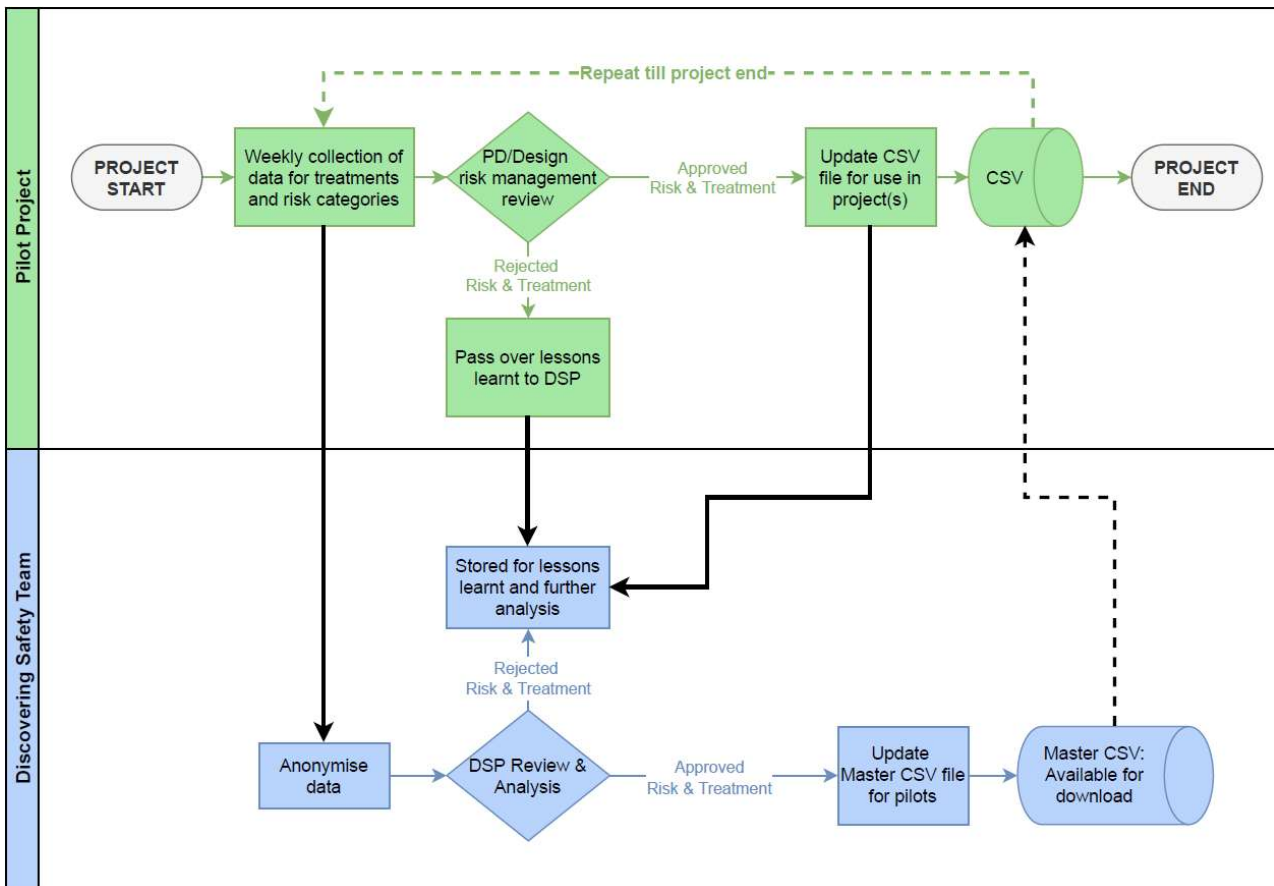 Pilot Project
Repeat till project end
PROJECT
START
Weekly collection of
data for treatments
and risk categories
PD/Design
risk management
review
Approved
Risk & Treatment
Update CSV
file for use in
project(s)
CSV
PROJECT
END
Rejected
Risk & Treatment
Pass over lessons
learnt to DSP
Discovering Safety Team
Stored for lessons
learnt and further
analysis
Rejected
Risk & Treatment
Anonymise
data
DSP Review &
Analysis
Approved
Risk & Treatment
Update
Master CSV file
for pilots
Master CSV:
Available for
download